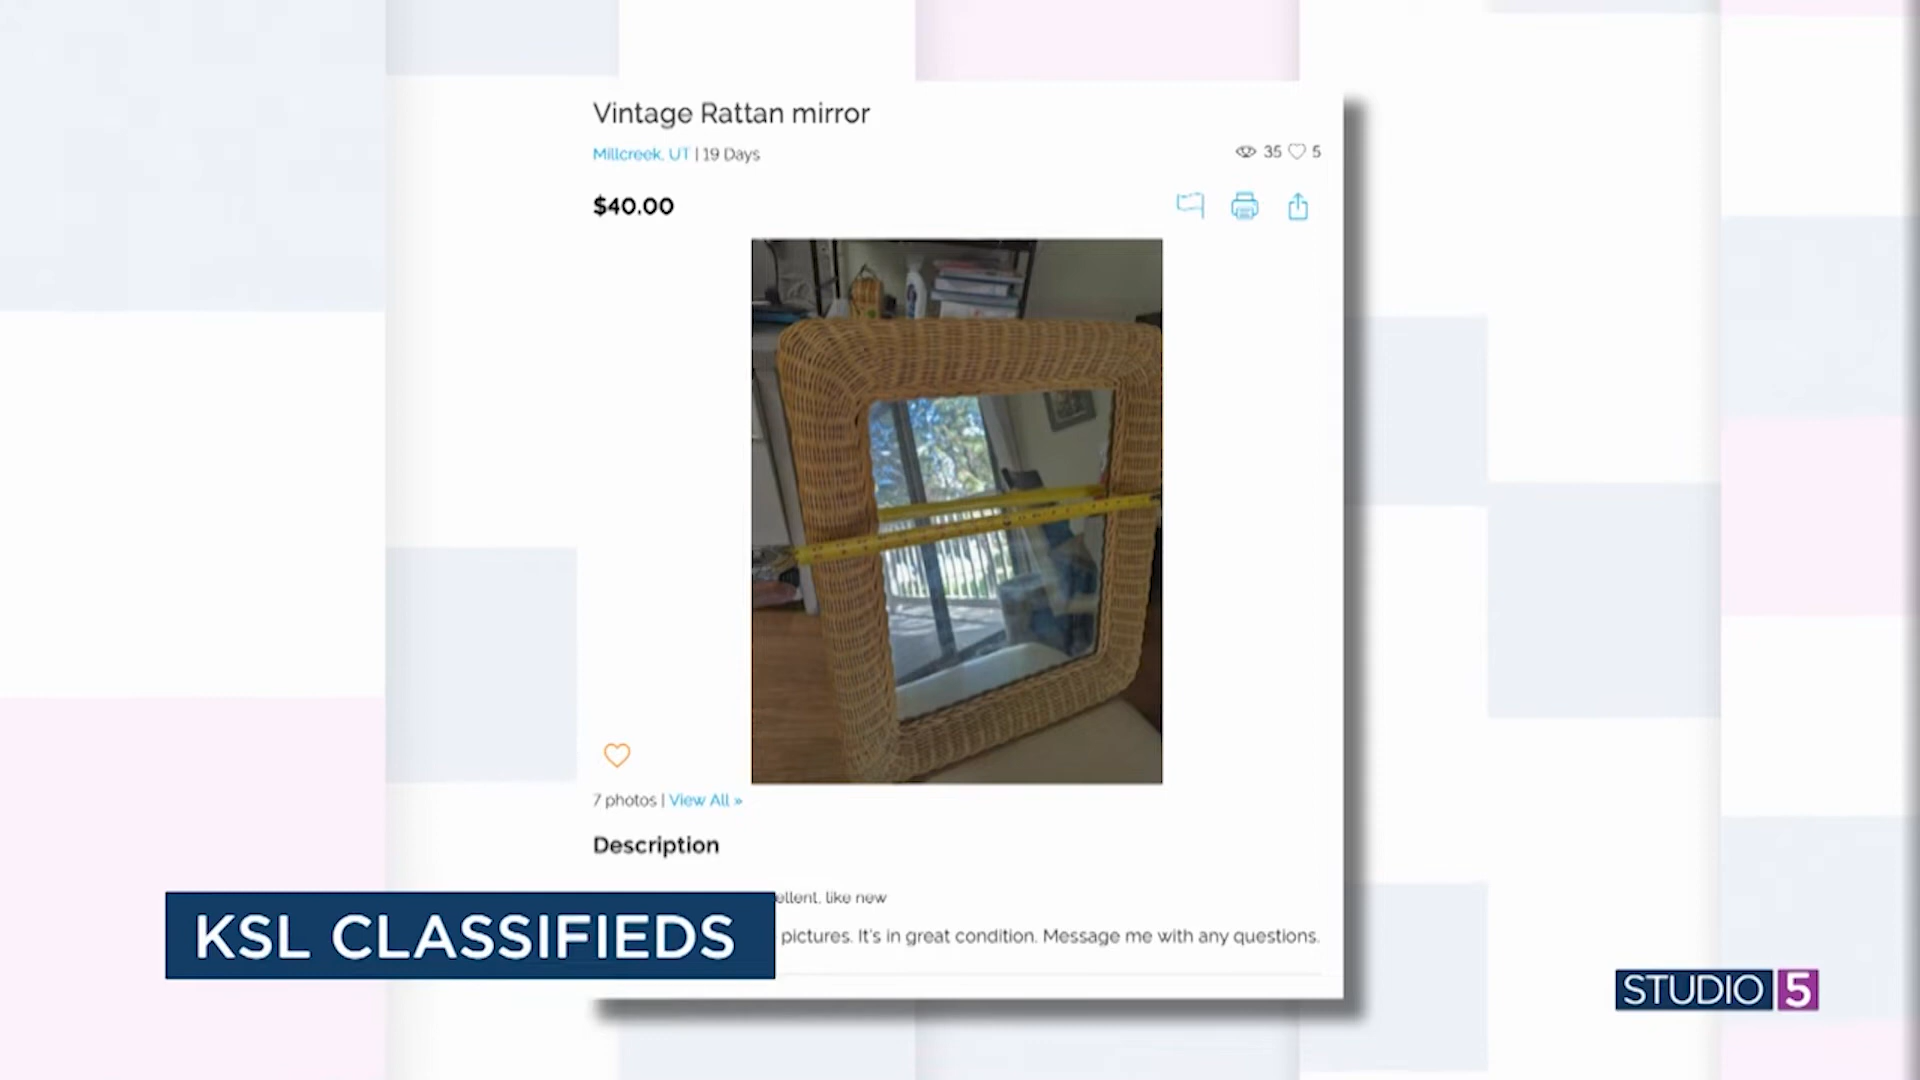 Vintage Rattan mirror
Millcreek, UT | 19 Days
35 5
$40.00
7 photos | View All »
Description
ellent, like new
pictures. It's in great condition. Message me with any questions.
KSL CLASSIFIEDS
STUDIO 5